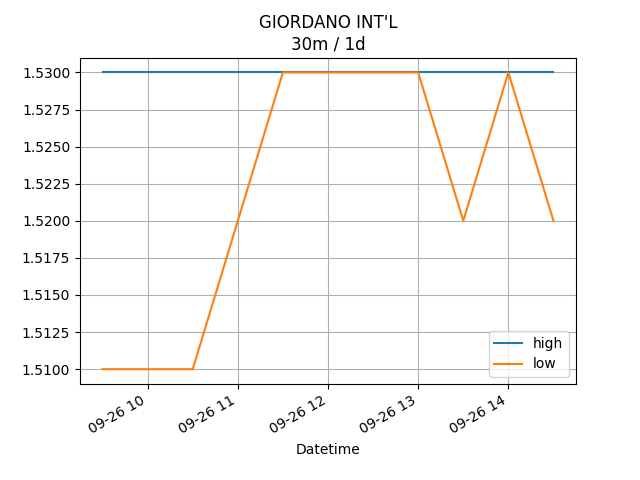 GIORDANO INT'L
30m / 1d
1.5300
1.5275
1.5250
1.5225
1.5200
1.5175
1.5150
1.5125
1.5100
high
low
09-26 10
09-26 11
09-26 12
09-26 13
09-26 14
Datetime